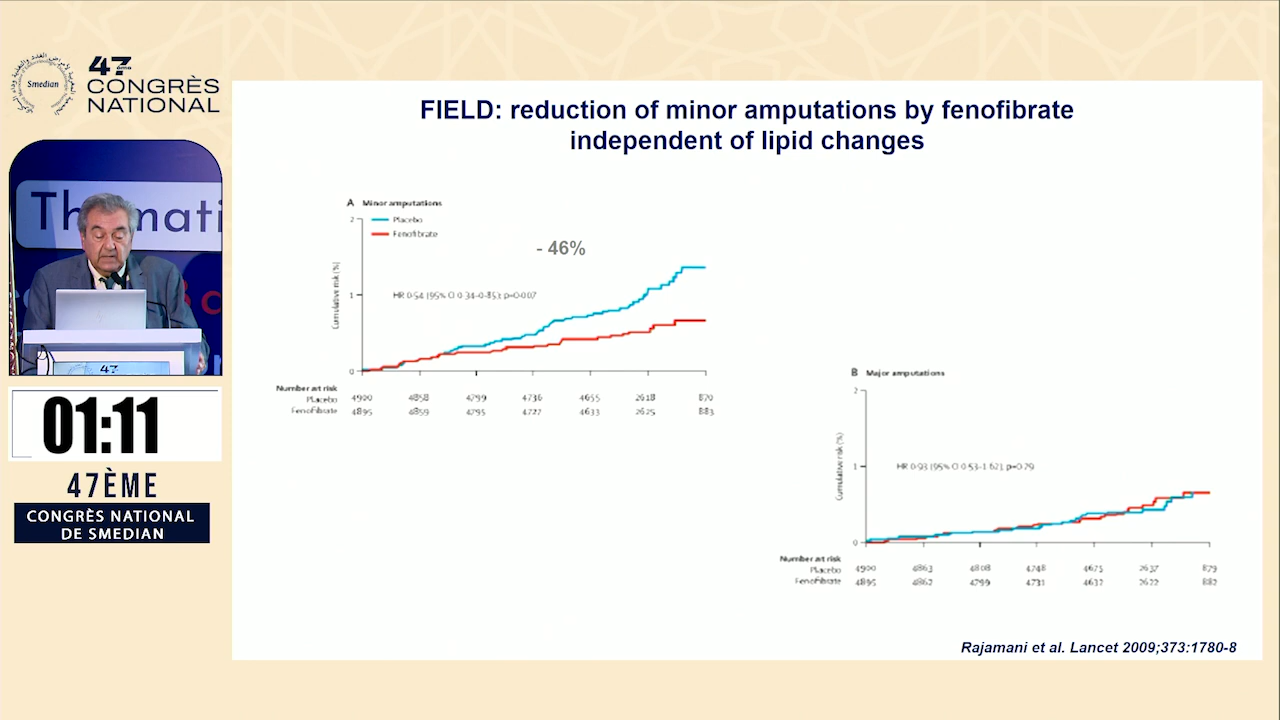 Smedian
47ème
CONGRÈS
NATIONAL
Th mati
47
01:11
47ÈME
CONGRÈS NATIONAL
DE SMEDIAN
FIELD: reduction of minor amputations by fenofibrate
independent of lipid changes
A Minor amputations
Placebo
Fenofibrate
- 46%
HR 0·54 (95% CI 0·34–0·85); p=0·007
Cumulative risk (%)
2
1
0
Number at risk
Placebo 4900 4858 4799 4736 4655 2618 870
Fenofibrate 4895 4859 4795 4727 4633 2625 883
B Major amputations
HR 0·93 (95% CI 0·53–1·62); p=0·79
Cumulative risk (%)
2
1
0
Number at risk
Placebo 4900 4863 4808 4748 4675 2637 879
Fenofibrate 4895 4862 4799 4731 4637 2622 882
Rajamani et al. Lancet 2009;373:1780-8